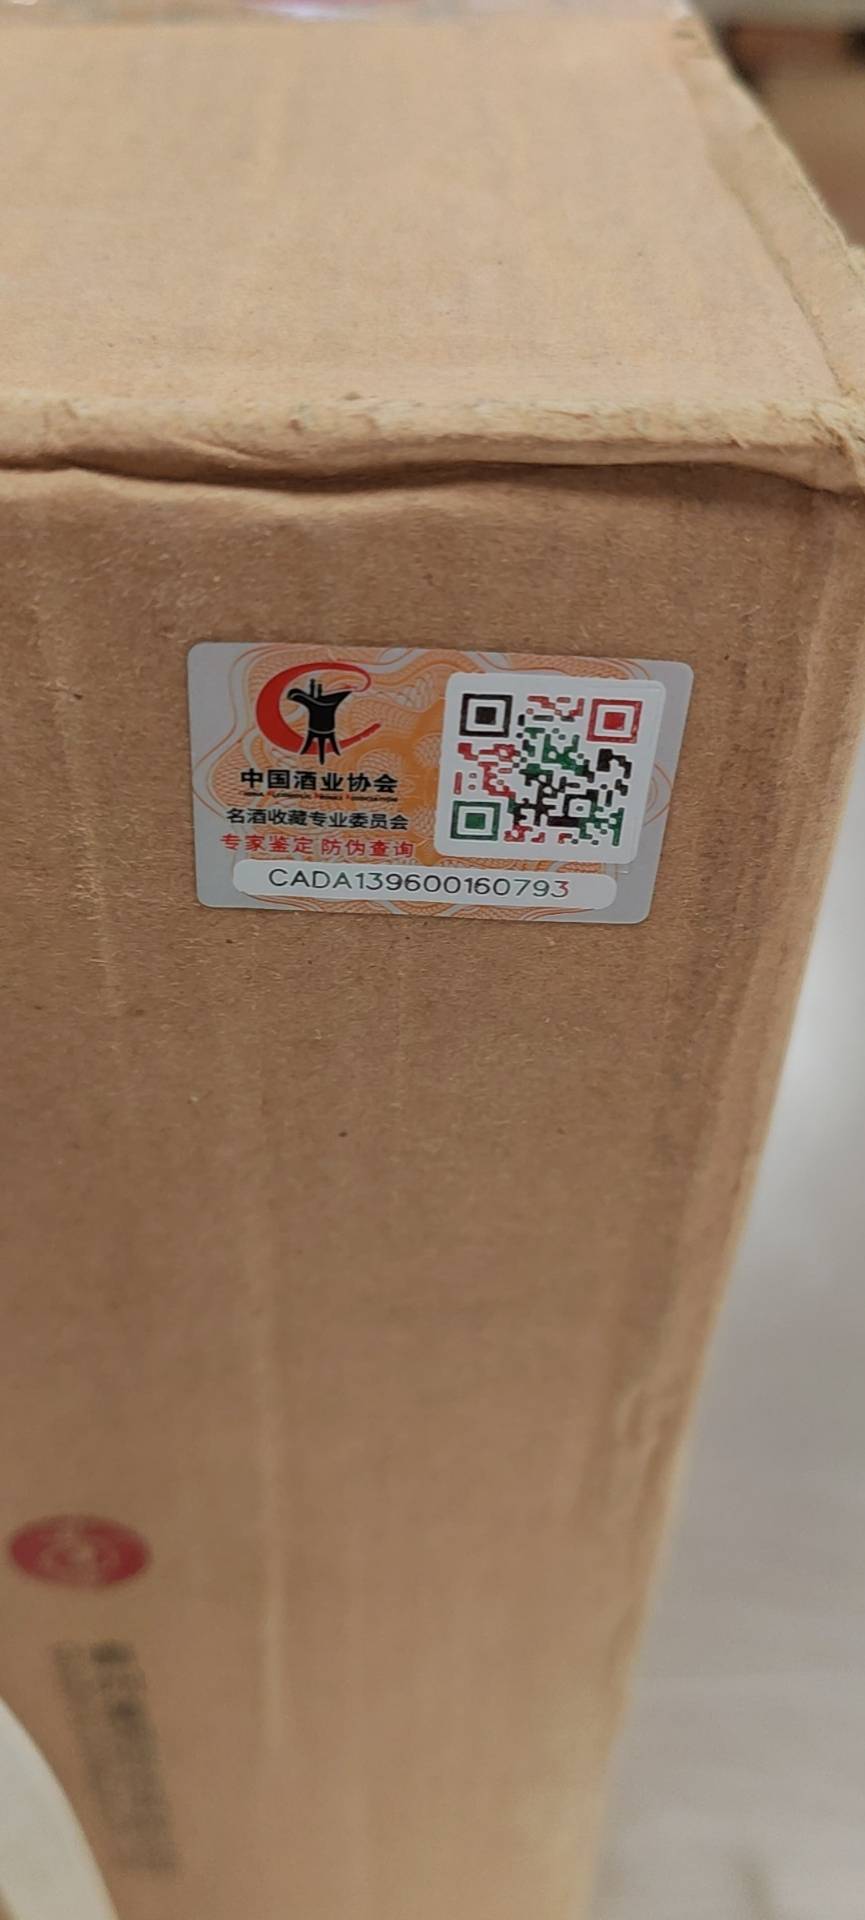 中国酒业协会
名酒收藏专业委员会
专家鉴定 防伪查询
CADA139600160793